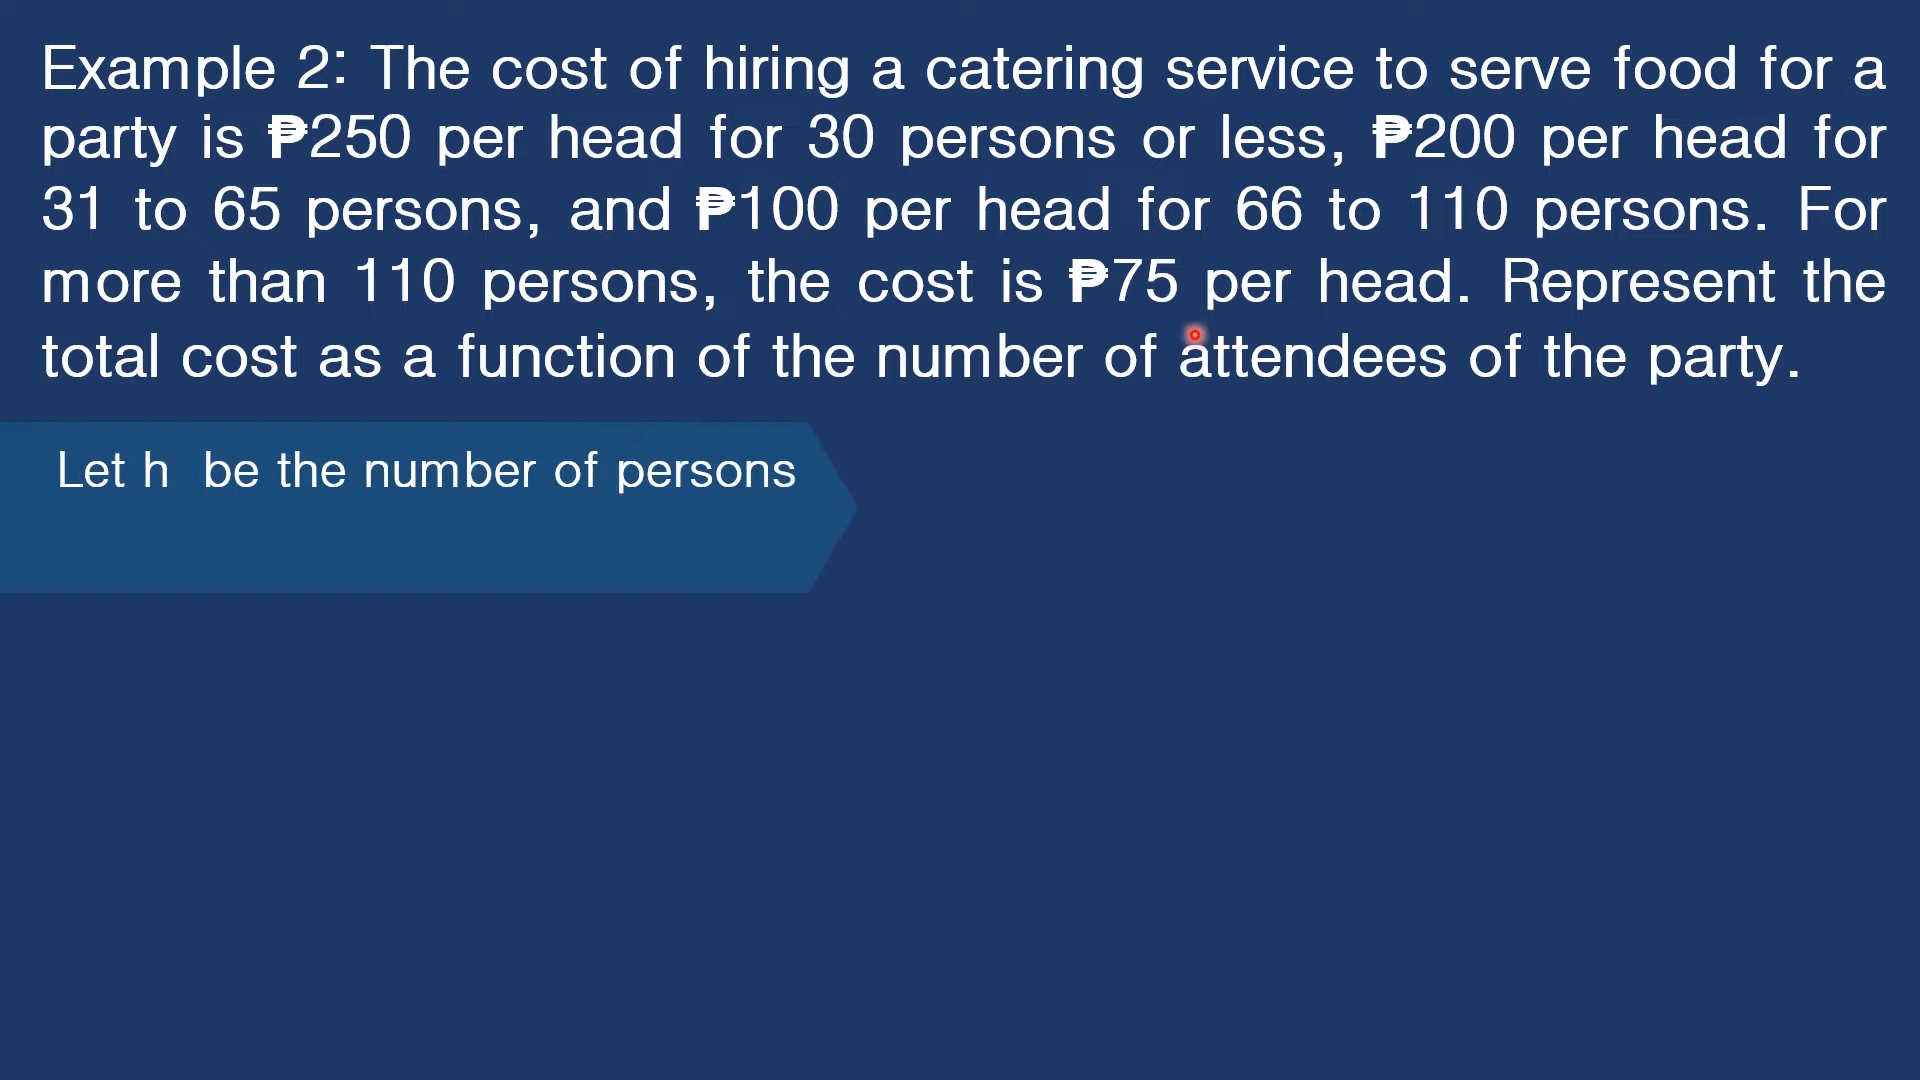 Example 2: The cost of hiring a catering service to serve food for a
party is ₱250 per head for 30 persons or less, ₱200 per head for
31 to 65 persons, and ₱100 per head for 66 to 110 persons. For
more than 110 persons, the cost is ₱75 per head. Represent the
total cost as a function of the number of attendees of the party.
Let h be the number of persons